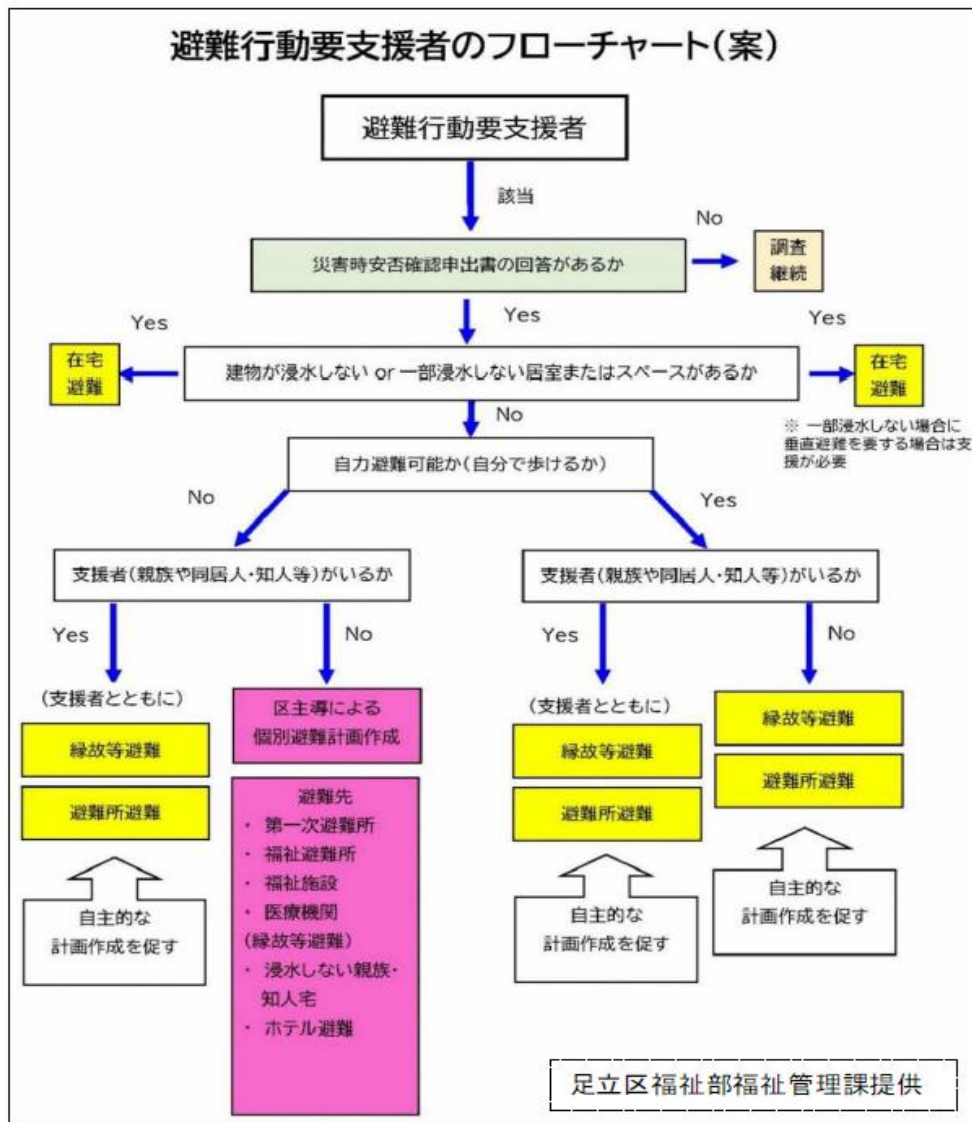 避難行動要支援者のフローチャート(案)
避難行動要支援者
該当
No
災害時安否確認申出書の回答があるか
調査
継続
Yes
Yes
Yes
在宅
避難
建物が浸水しない or 一部浸水しない居室またはスペースがあるか
在宅
避難
No
※ 一部浸水しない場合に
垂直避難を要する場合は支
援が必要
自力避難可能か(自分で歩けるか)
No
Yes
支援者(親族や同居人・知人等)がいるか
支援者(親族や同居人・知人等)がいるか
Yes
No
Yes
No
(支援者とともに)
縁故等避難
避難所避難
自主的な
計画作成を促す
区主導による
個別避難計画作成
避難先
・ 第一次避難所
・ 福祉避難所
・ 福祉施設
・ 医療機関
(縁故等避難)
・ 浸水しない親族・
知人宅
・ ホテル避難
(支援者とともに)
縁故等避難
避難所避難
自主的な
計画作成を促す
縁故等避難
避難所避難
自主的な
計画作成を促す
足立区福祉部福祉管理課提供